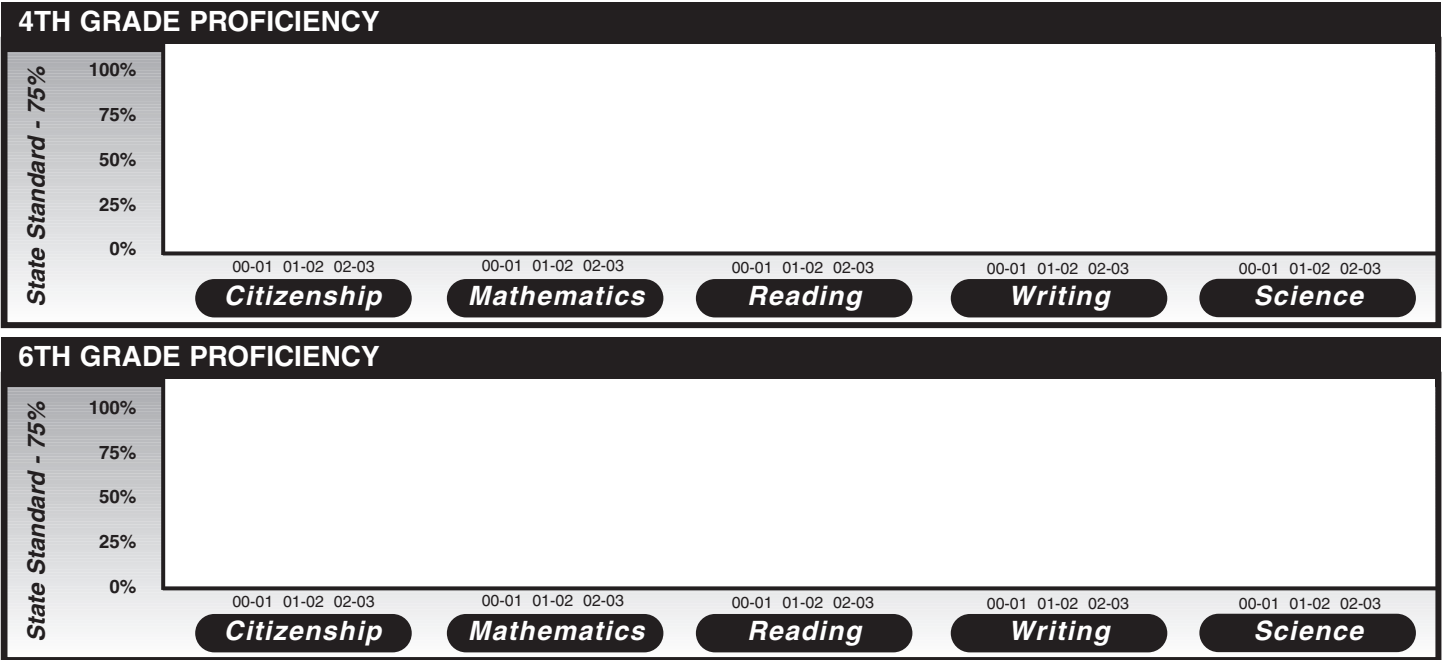 4TH GRADE PROFICIENCY
State Standard - 75%
100%
75%
50%
25%
0%
00-01 01-02 02-03 00-01 01-02 02-03 00-01 01-02 02-03 00-01 01-02 02-03 00-01 01-02 02-03
Citizenship Mathematics Reading Writing Science
6TH GRADE PROFICIENCY
State Standard - 75%
100%
75%
50%
25%
0%
00-01 01-02 02-03 00-01 01-02 02-03 00-01 01-02 02-03 00-01 01-02 02-03 00-01 01-02 02-03
Citizenship Mathematics Reading Writing Science